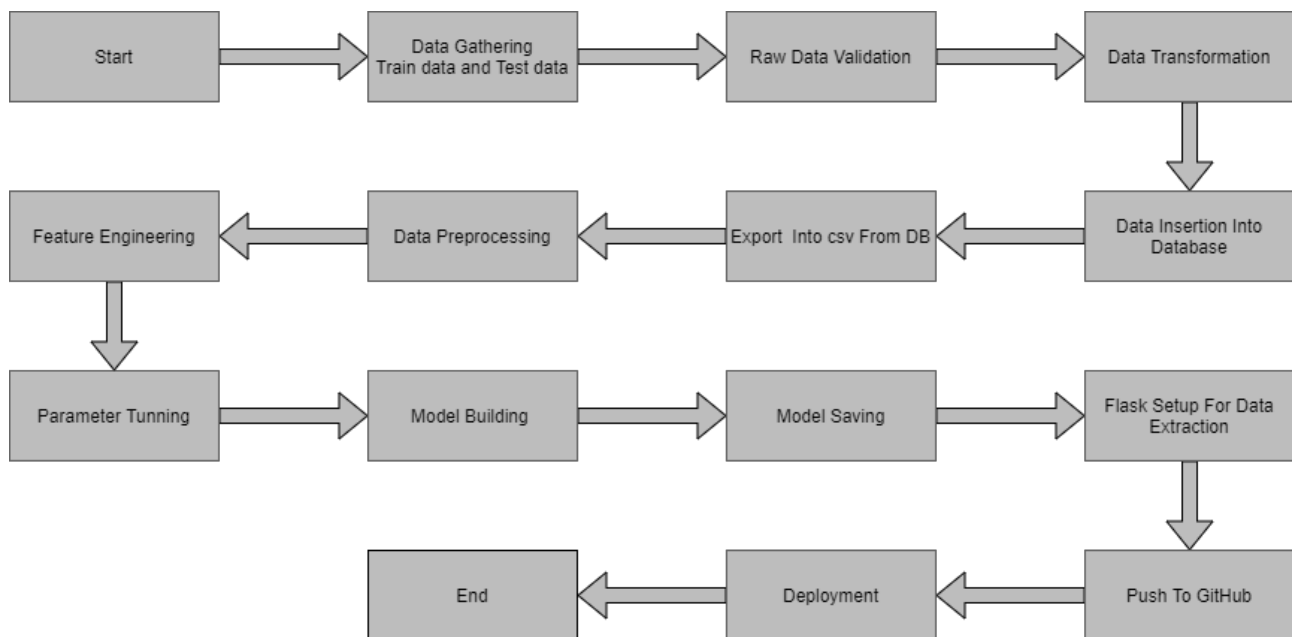 Start
Data Gathering
Train data and Test data
Raw Data Validation
Data Transformation
Data Insertion Into
Database
Export  Into csv From DB
Data Preprocessing
Feature Engineering
Parameter Tunning
Model Building
Model Saving
Flask Setup For Data
Extraction
Push To GitHub
Deployment
End